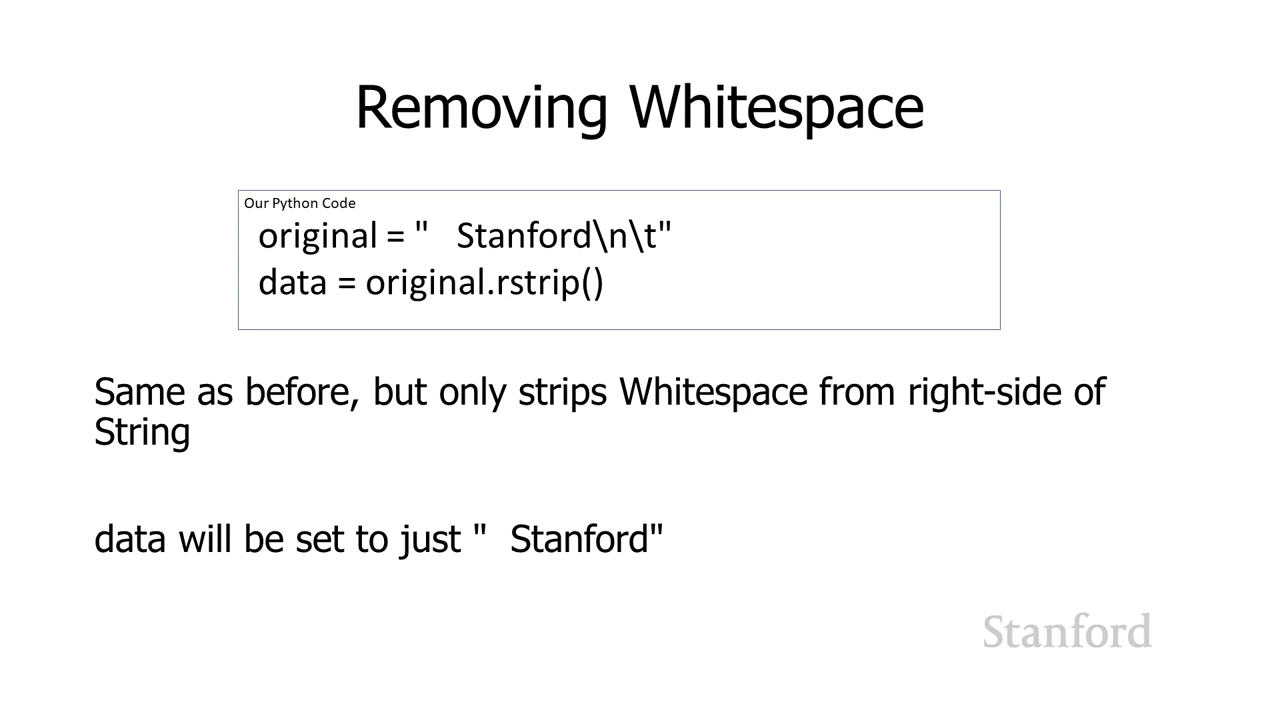 Removing Whitespace
Our Python Code
original = "   Stanford\n\t"
data = original.rstrip()
Same as before, but only strips Whitespace from right-side of
String
data will be set to just "  Stanford"
Stanford